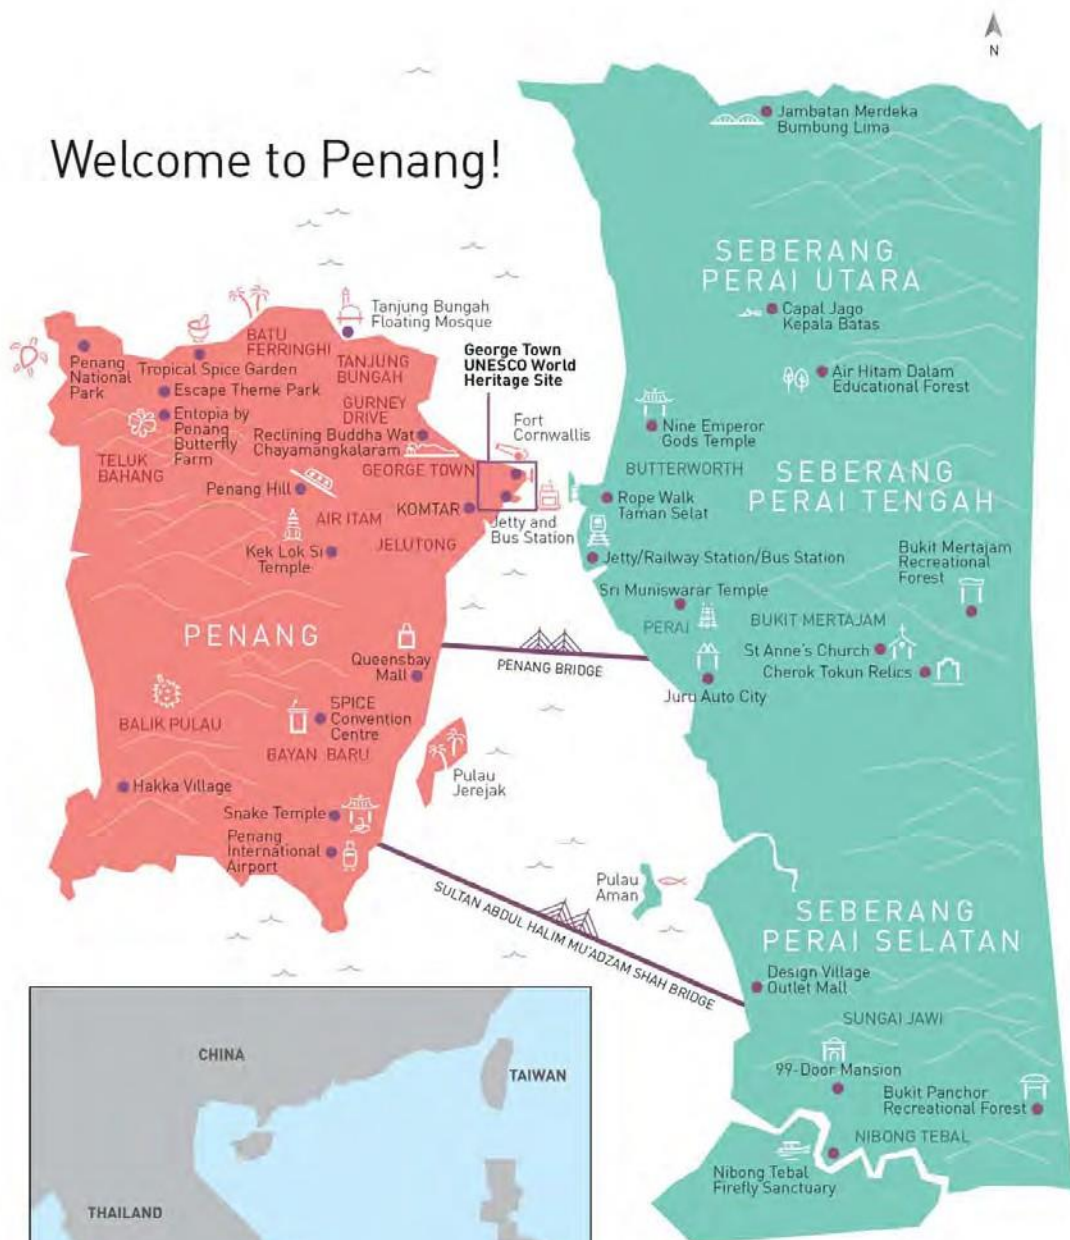 N
Welcome to Penang!
Jambatan Merdeka
Bumbung Lima
SEBERANG
PERAI UTARA
Capal Jago
Kepala Batas
Air Hitam Dalam
Educational Forest
Nine Emperor
Gods Temple
BUTTERWORTH
SEBERANG
PERAI TENGAH
Rope Walk
Taman Selat
Jetty/Railway Station/Bus Station
Bukit Mertajam
Recreational
Forest
Sri Muniswarar Temple
PERAI
BUKIT MERTAJAM
St Anne's Church
Cherok Tokun Relics
Juru Auto City
Tanjung Bungah
Floating Mosque
BATU
FERRINGHI
TANJUNG
BUNGAH
Penang
National
Park
Tropical Spice Garden
Escape Theme Park
Entopia by
Penang
Butterfly
Farm
GURNEY
DRIVE
Reclining Buddha Wat
Chayamangkalaram
George Town
UNESCO World
Heritage Site
Fort
Cornwallis
TELUK
BAHANG
GEORGE TOWN
Penang Hill
KOMTAR
AIR ITAM
Jetty and
Bus Station
JELUTONG
Kek Lok Si
Temple
PENANG
Queensbay
Mall
PENANG BRIDGE
SPICE
Convention
Centre
BALIK PULAU
BAYAN BARU
Hakka Village
Pulau
Jerejak
Snake Temple
Penang
International
Airport
Pulau
Aman
SULTAN ABDUL HALIM MU'ADZAM SHAH BRIDGE
SEBERANG
PERAI SELATAN
Design Village
Outlet Mall
SUNGAI JAWI
99-Door Mansion
Bukit Panchor
Recreational Forest
NIBONG TEBAL
Nibong Tebal
Firefly Sanctuary
CHINA
TAIWAN
THAILAND